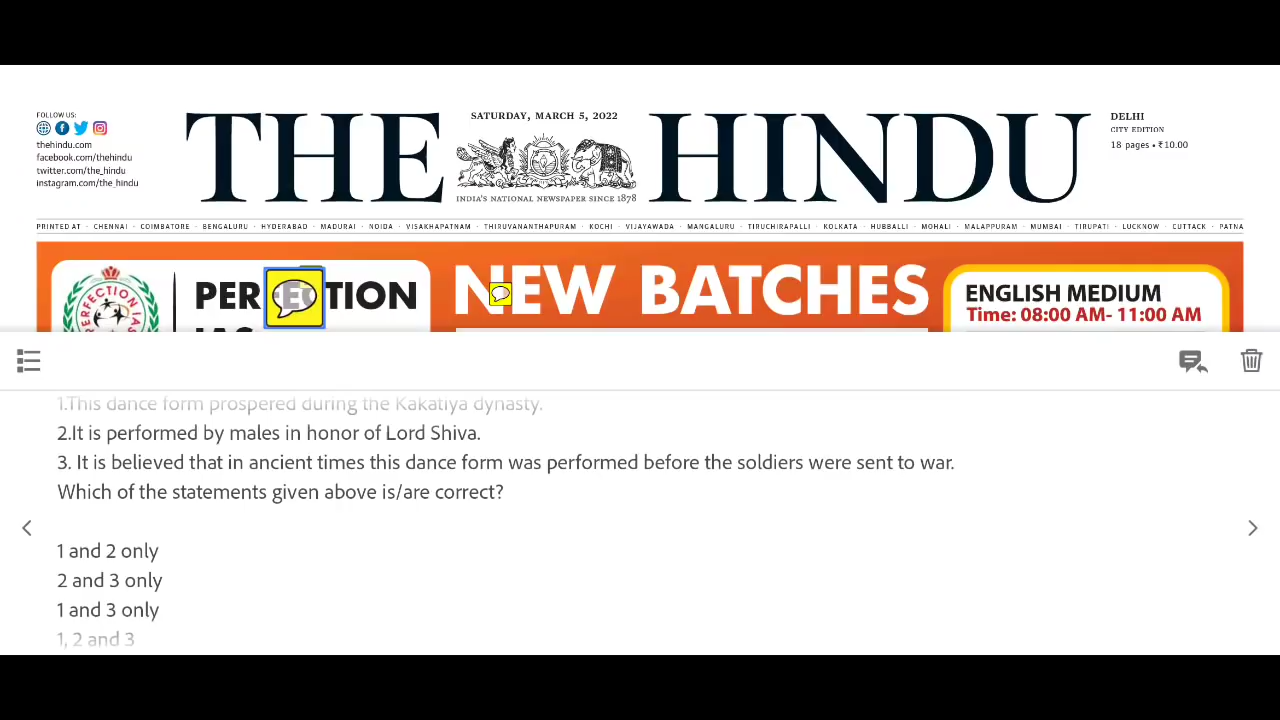 FOLLOW US:
thehindu.com
facebook.com/thehindu
twitter.com/the_hindu
instagram.com/the_hindu
THE HINDU
SATURDAY, MARCH 5, 2022
INDIA'S NATIONAL NEWSPAPER SINCE 1878
DELHI
CITY EDITION
18 pages • ₹10.00
PRINTED AT · CHENNAI · COIMBATORE · BENGALURU · HYDERABAD · MADURAI · NOIDA · VISAKHAPATNAM · THIRUVANANTHAPURAM · KOCHI · VIJAYAWADA · MANGALURU · TIRUCHIRAPALLI · KOLKATA · HUBBALLI · MOHALI · MALAPPURAM · MUMBAI · TIRUPATI · LUCKNOW · CUTTACK · PATNA
PERFECTION IAS
PERFECTION
IAS
NEW BATCHES
ENGLISH MEDIUM
Time: 08:00 AM- 11:00 AM
1.This dance form prospered during the Kakatiya dynasty.
2.It is performed by males in honor of Lord Shiva.
3. It is believed that in ancient times this dance form was performed before the soldiers were sent to war.
Which of the statements given above is/are correct?
1 and 2 only
2 and 3 only
1 and 3 only
1, 2 and 3